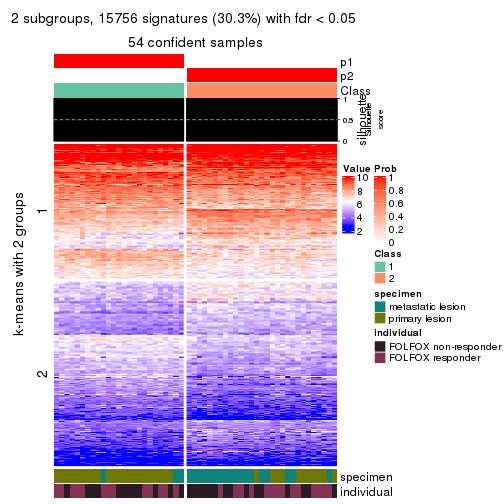 2 subgroups, 15756 signatures (30.3%) with fdr < 0.05
54 confident samples
p1
p2
Class
1
0.5
0
silhouette
score
k-means with 2 groups
1
2
Value
10
8
6
4
2
Prob
1
0.8
0.6
0.4
0.2
0
Class
1
2
specimen
metastatic lesion
primary lesion
individual
FOLFOX non-responder
FOLFOX responder
specimen
individual